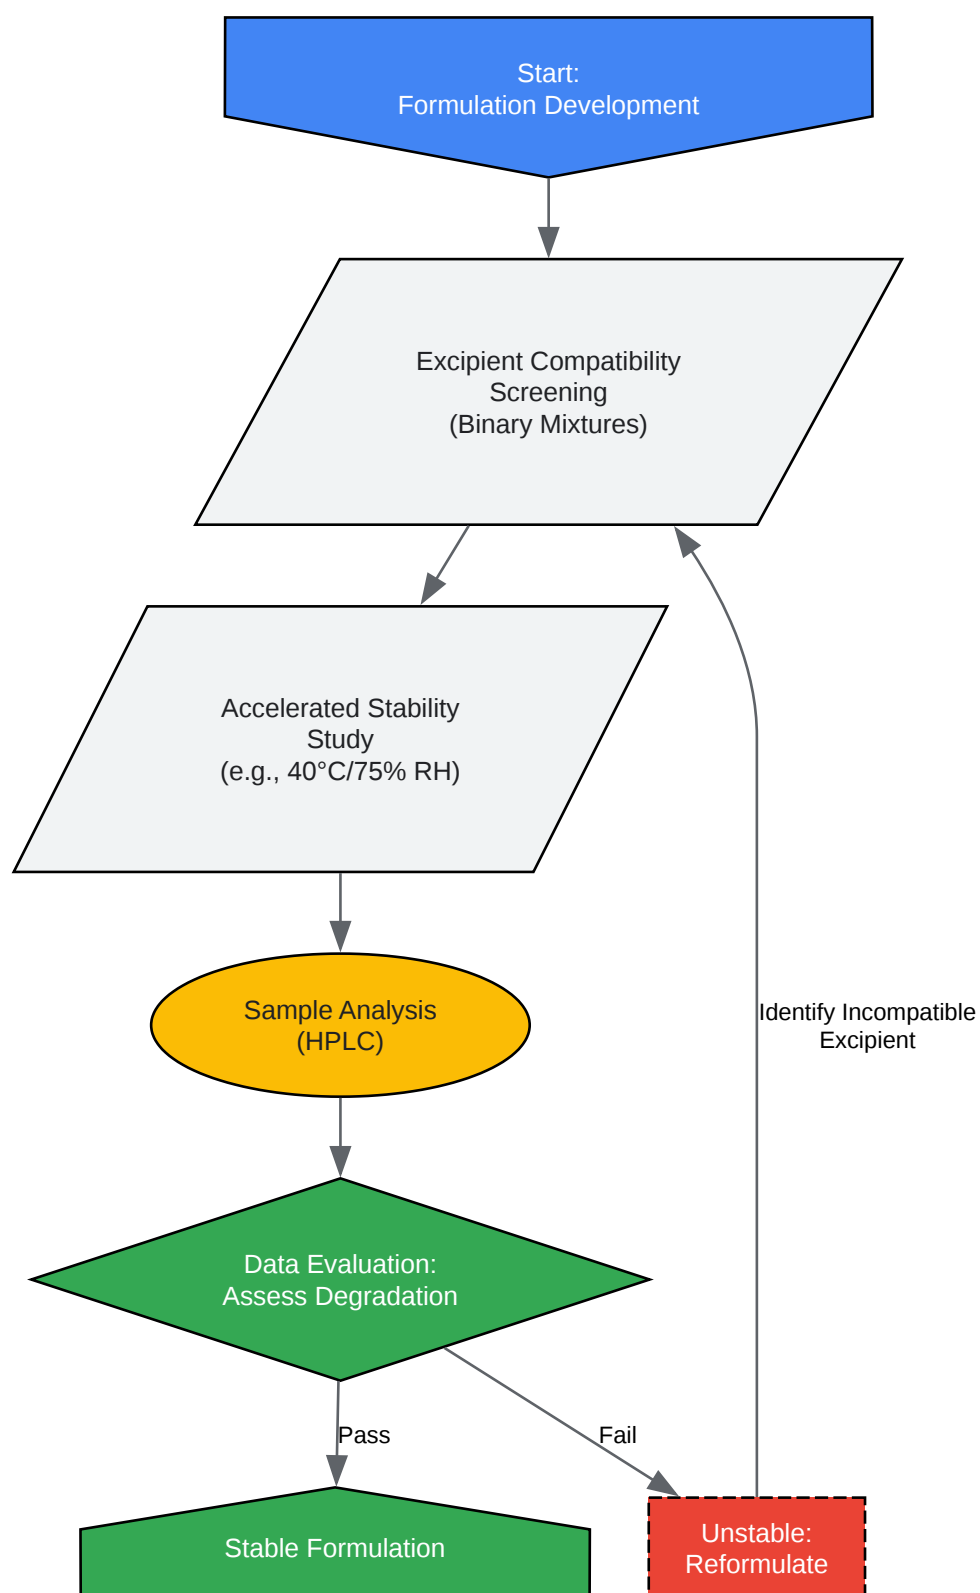 Start:
Formulation Development
Excipient Compatibility
Screening
(Binary Mixtures)
Accelerated Stability
Study
(e.g., 40°C/75% RH)
Sample Analysis
(HPLC)
Identify Incompatible
Excipient
Data Evaluation:
Assess Degradation
Pass
Fail
Stable Formulation
Unstable:
Reformulate